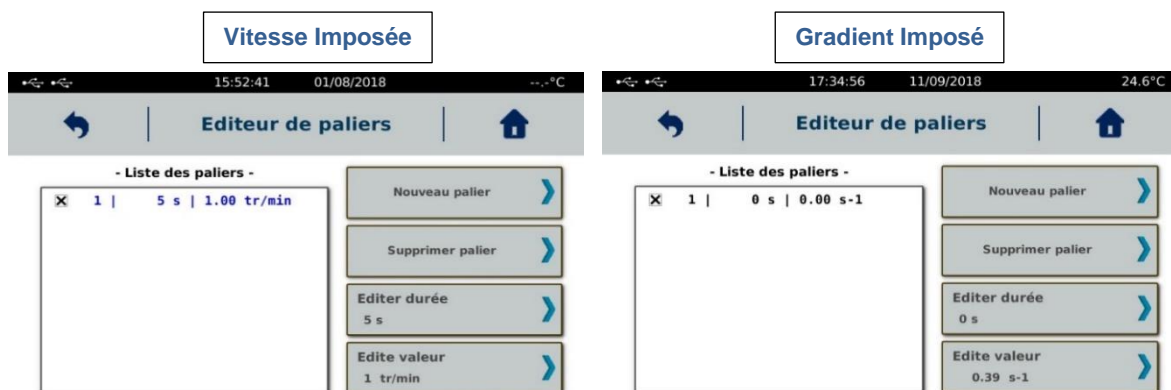 Vitesse Imposée
15:52:41 01/08/2018 --.-°C
Editeur de paliers
- Liste des paliers -
1 | 5 s | 1.00 tr/min
Nouveau palier
Supprimer palier
Editer durée
5 s
Edite valeur
1 tr/min
Gradient Imposé
17:34:56 11/09/2018 24.6°C
Editeur de paliers
- Liste des paliers -
1 | 0 s | 0.00 s-1
Nouveau palier
Supprimer palier
Editer durée
0 s
Edite valeur
0.39 s-1